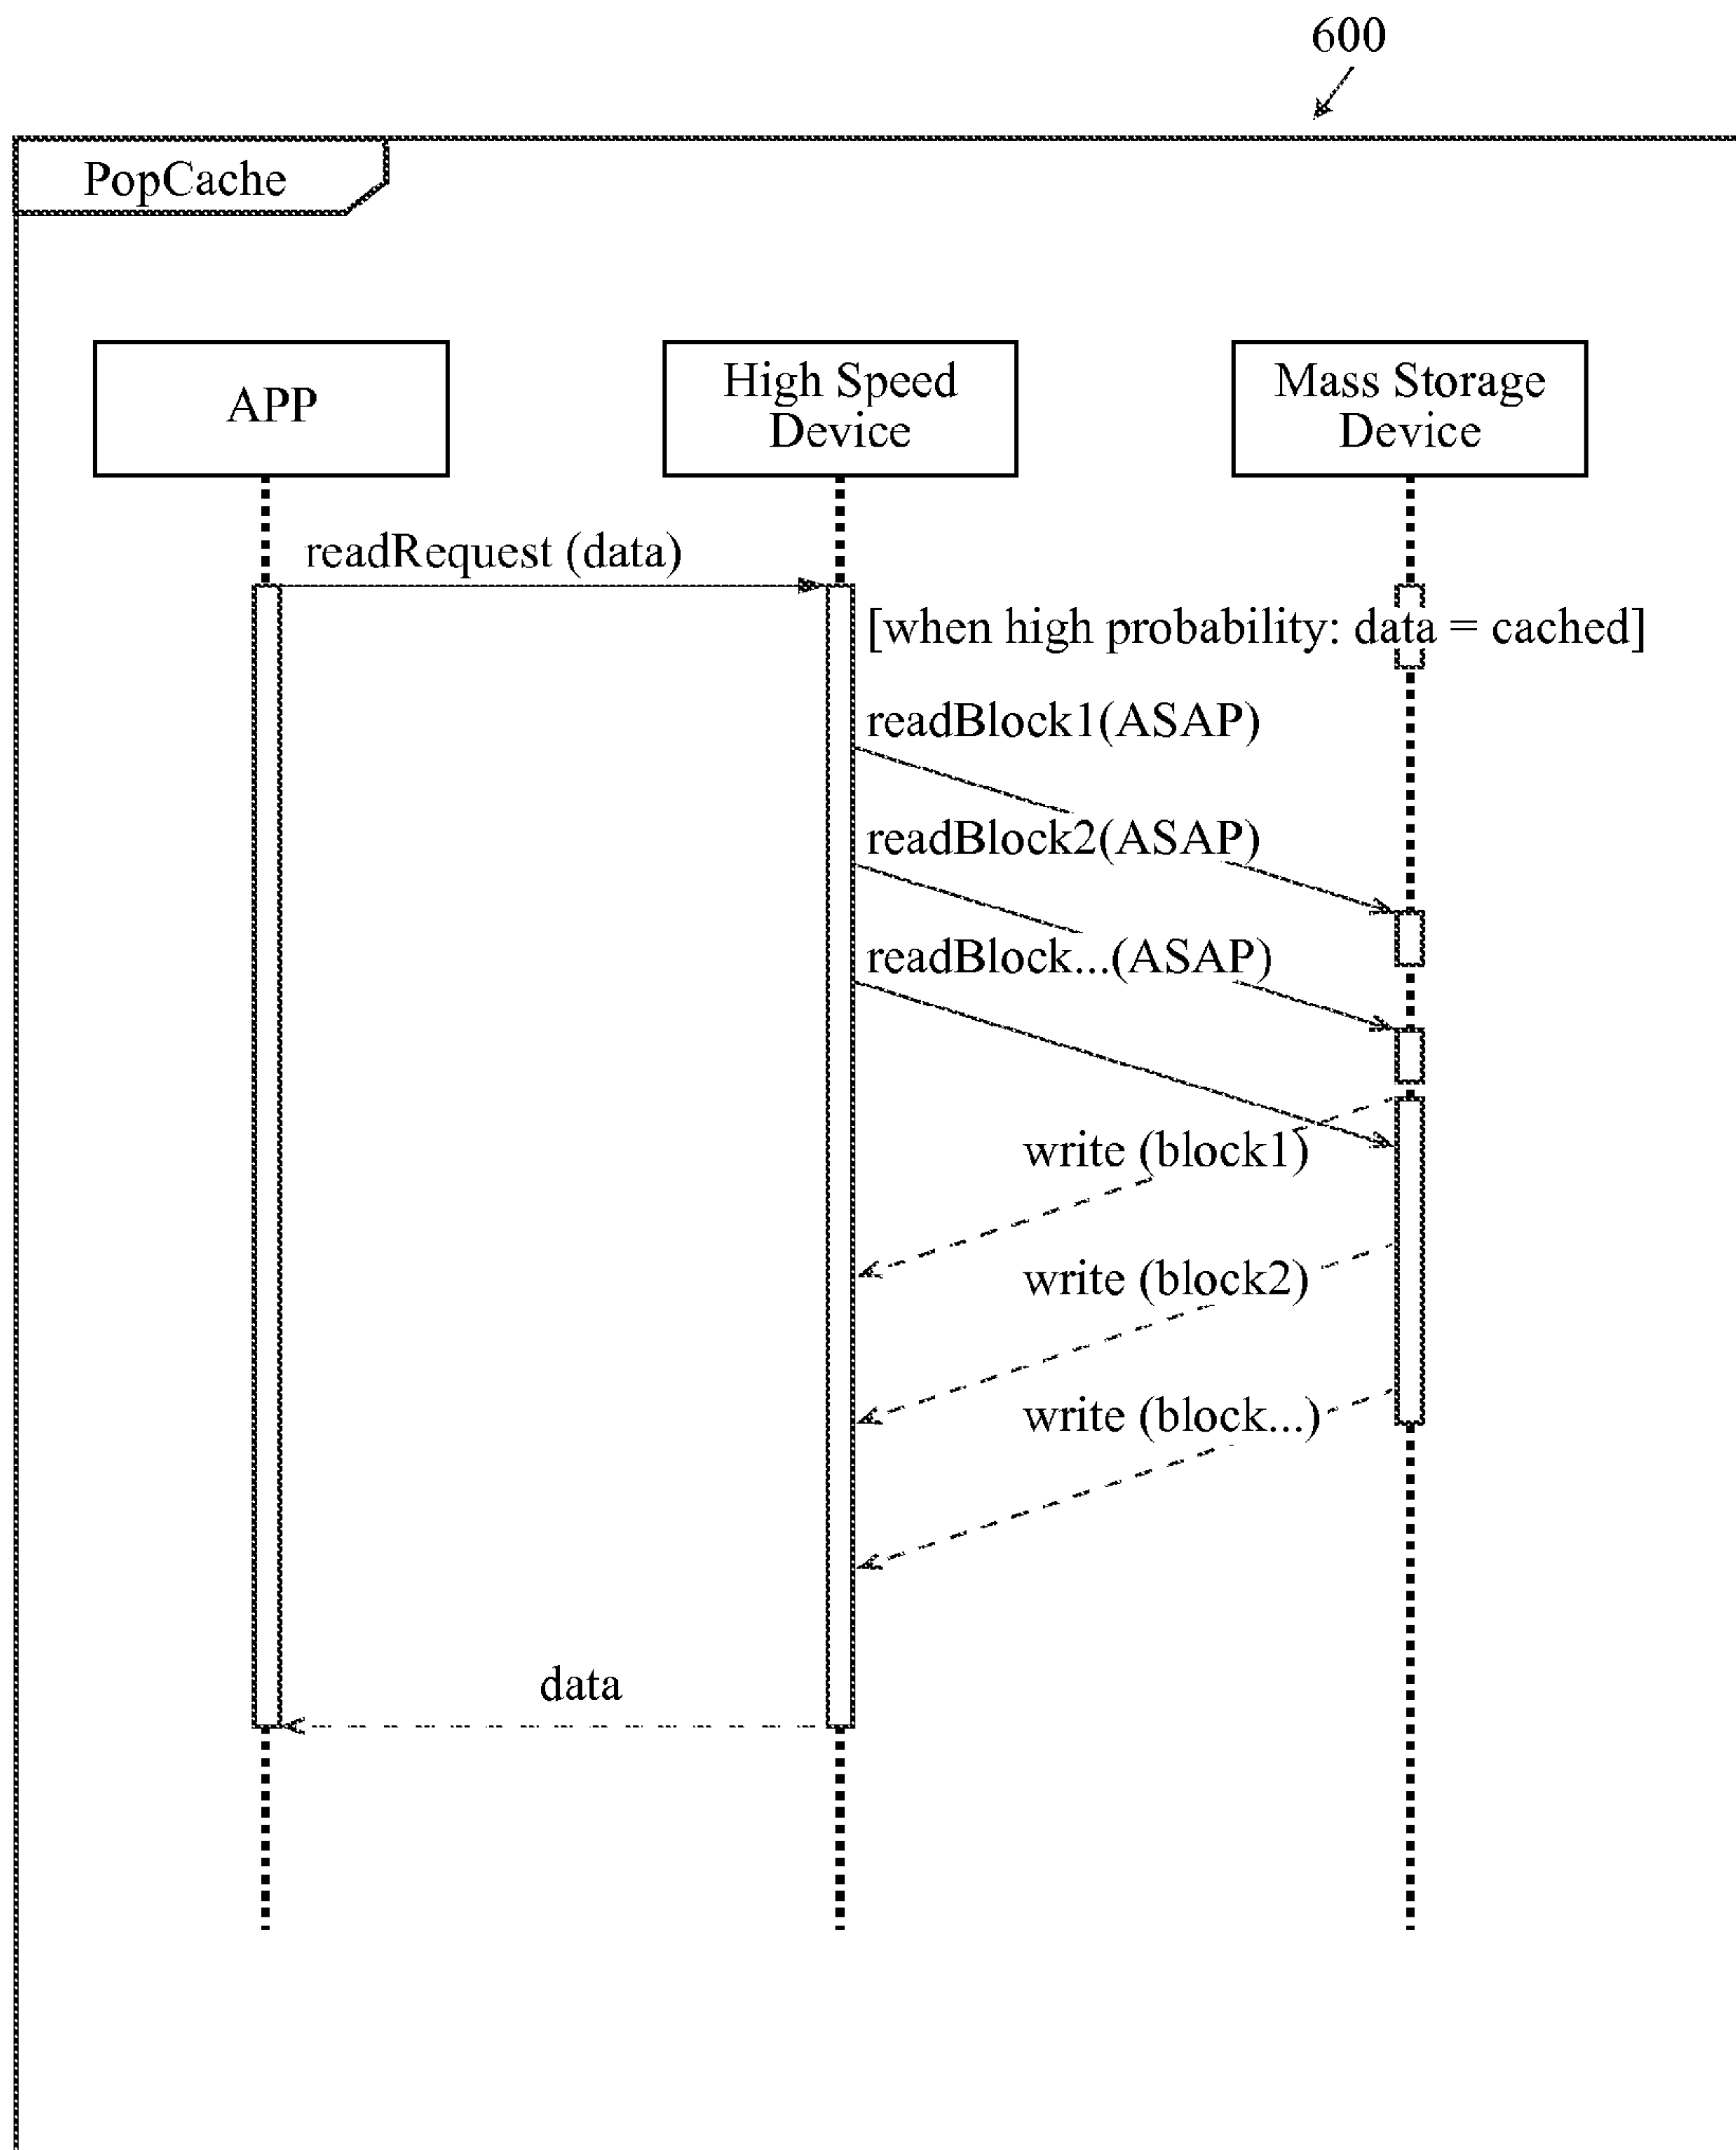 600
PopCache
APP
High Speed
Device
Mass Storage
Device
readRequest (data)
[when high probability: data = cached]
readBlock1(ASAP)
readBlock2(ASAP)
readBlock...(ASAP)
write (block1)
write (block2)
write (block...)
data